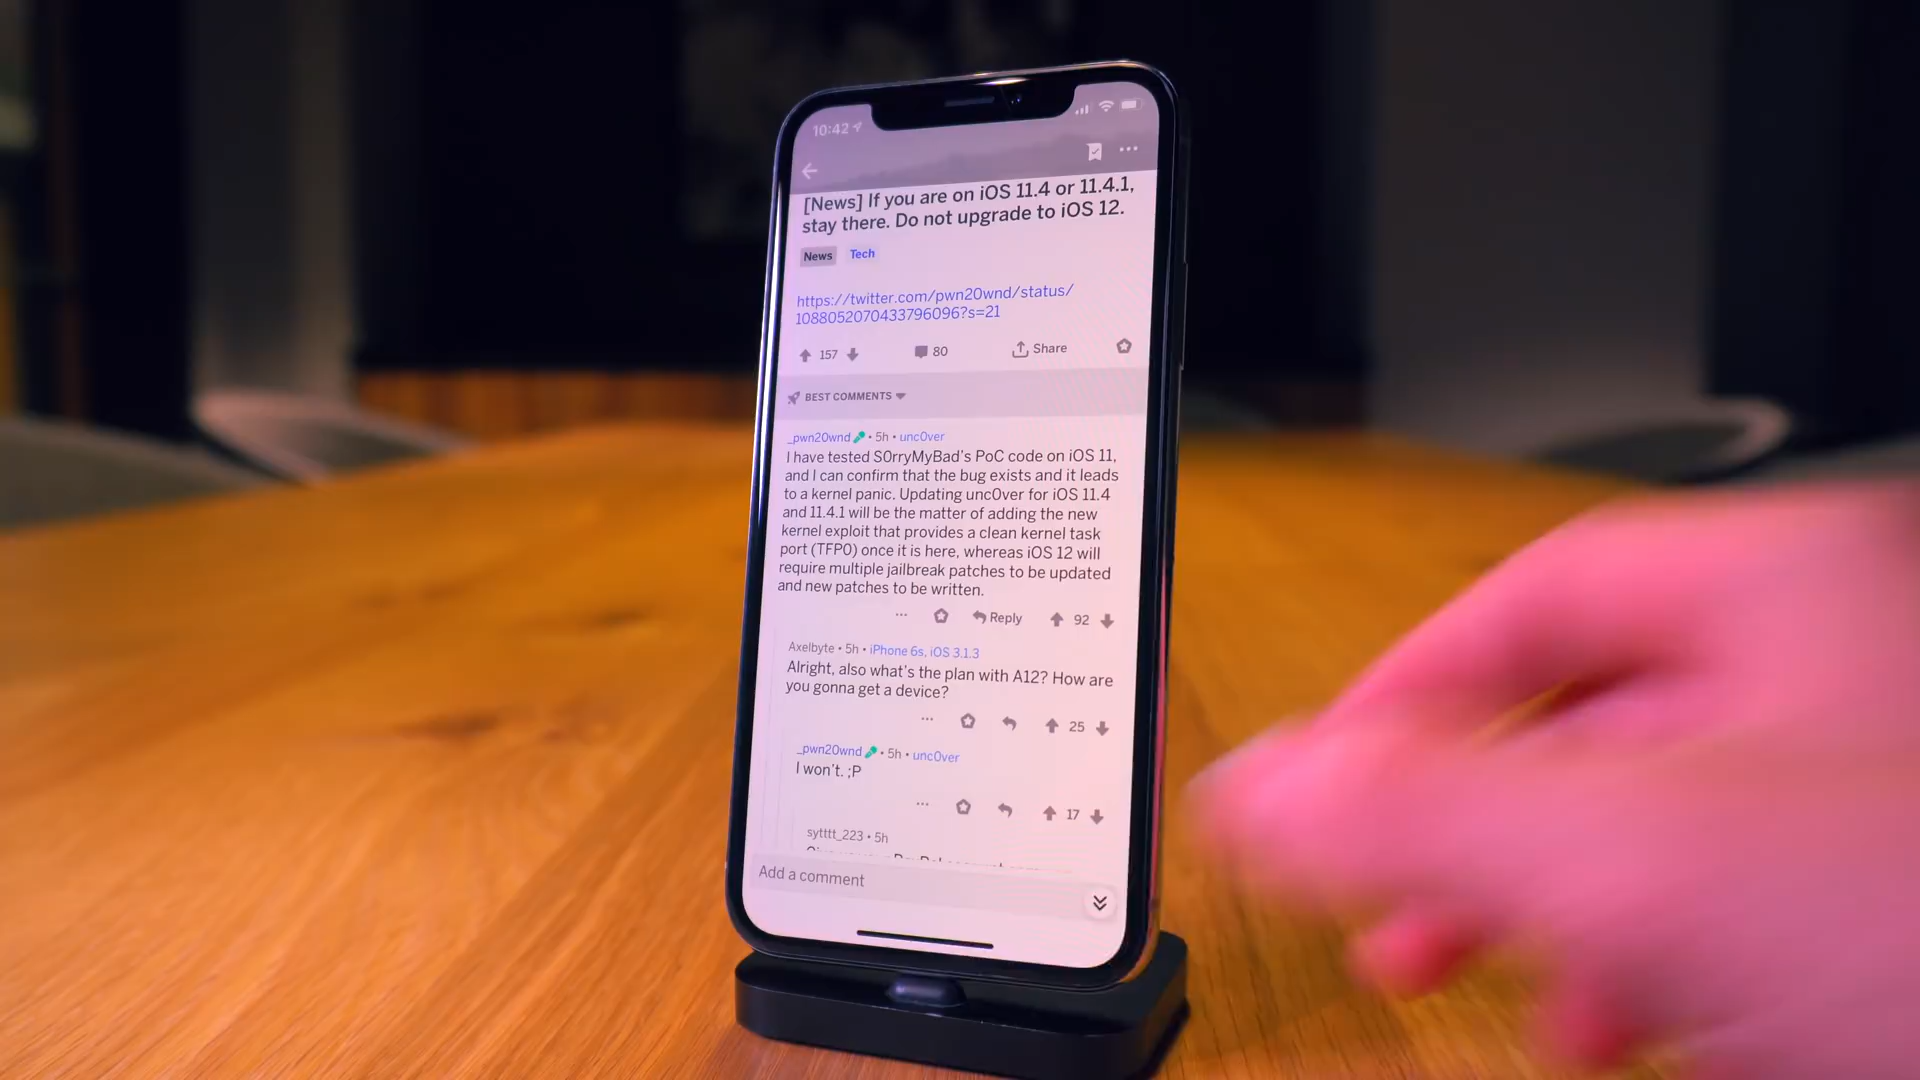 10:42
[News] If you are on iOS 11.4 or 11.4.1,
stay there. Do not upgrade to iOS 12.
News Tech
https://twitter.com/pwn20wnd/status/
1088052070433796096?s=21
157 80 Share
BEST COMMENTS
_pwn20wnd • 5h • unc0ver
I have tested S0rryMyBad's PoC code on iOS 11,
and I can confirm that the bug exists and it leads
to a kernel panic. Updating unc0ver for iOS 11.4
and 11.4.1 will be the matter of adding the new
kernel exploit that provides a clean kernel task
port (TFP0) once it is here, whereas iOS 12 will
require multiple jailbreak patches to be updated
and new patches to be written.
Reply 92
Axelbyte • 5h • iPhone 6s, iOS 3.1.3
Alright, also what's the plan with A12? How are
you gonna get a device?
25
_pwn20wnd • 5h • unc0ver
I won't. ;P
17
sytttt_223 • 5h
Add a comment